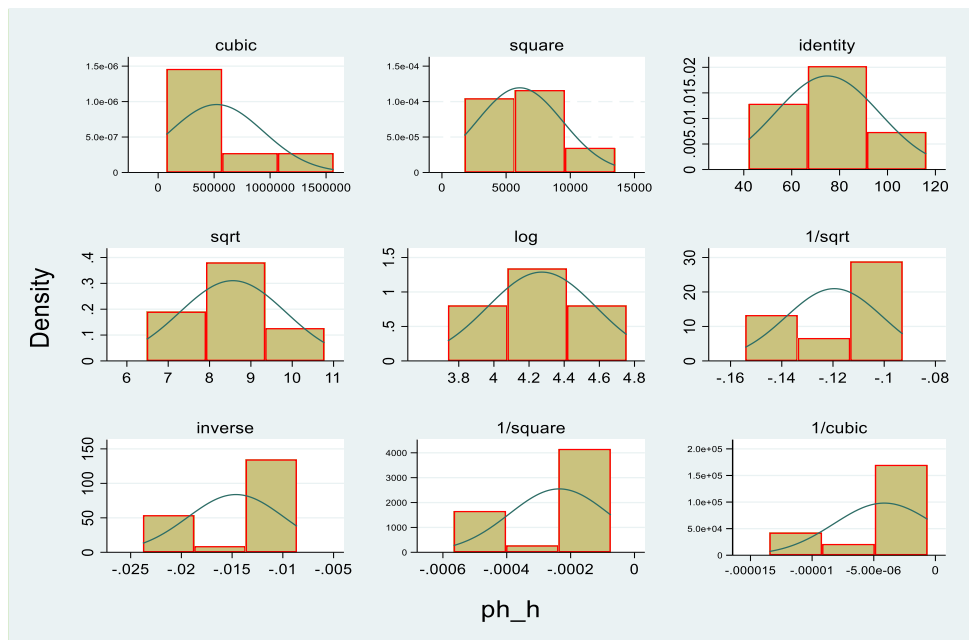 cubic
1.5e-06
1.0e-06
5.0e-07
0
0 500000 1000000 1500000
square
1.5e-04
1.0e-04
5.0e-05
0
0 5000 10000 15000
identity
0 .005 .01 .015 .02
40 60 80 100 120
sqrt
0 .1 .2 .3 .4
6 7 8 9 10 11
log
0 .5 1 1.5
3.8 4 4.2 4.4 4.6 4.8
1/sqrt
0 10 20 30
-.16 -.14 -.12 -.1 -.08
inverse
0 50 100 150
-.025 -.02 -.015 -.01 -.005
1/square
4000
3000
2000
1000
0
-.0006 -.0004 -.0002 0
1/cubic
2.0e+05
1.5e+05
1.0e+05
5.0e+04
0
-.000015 -.00001 -5.00e-06 0
Density
ph_h